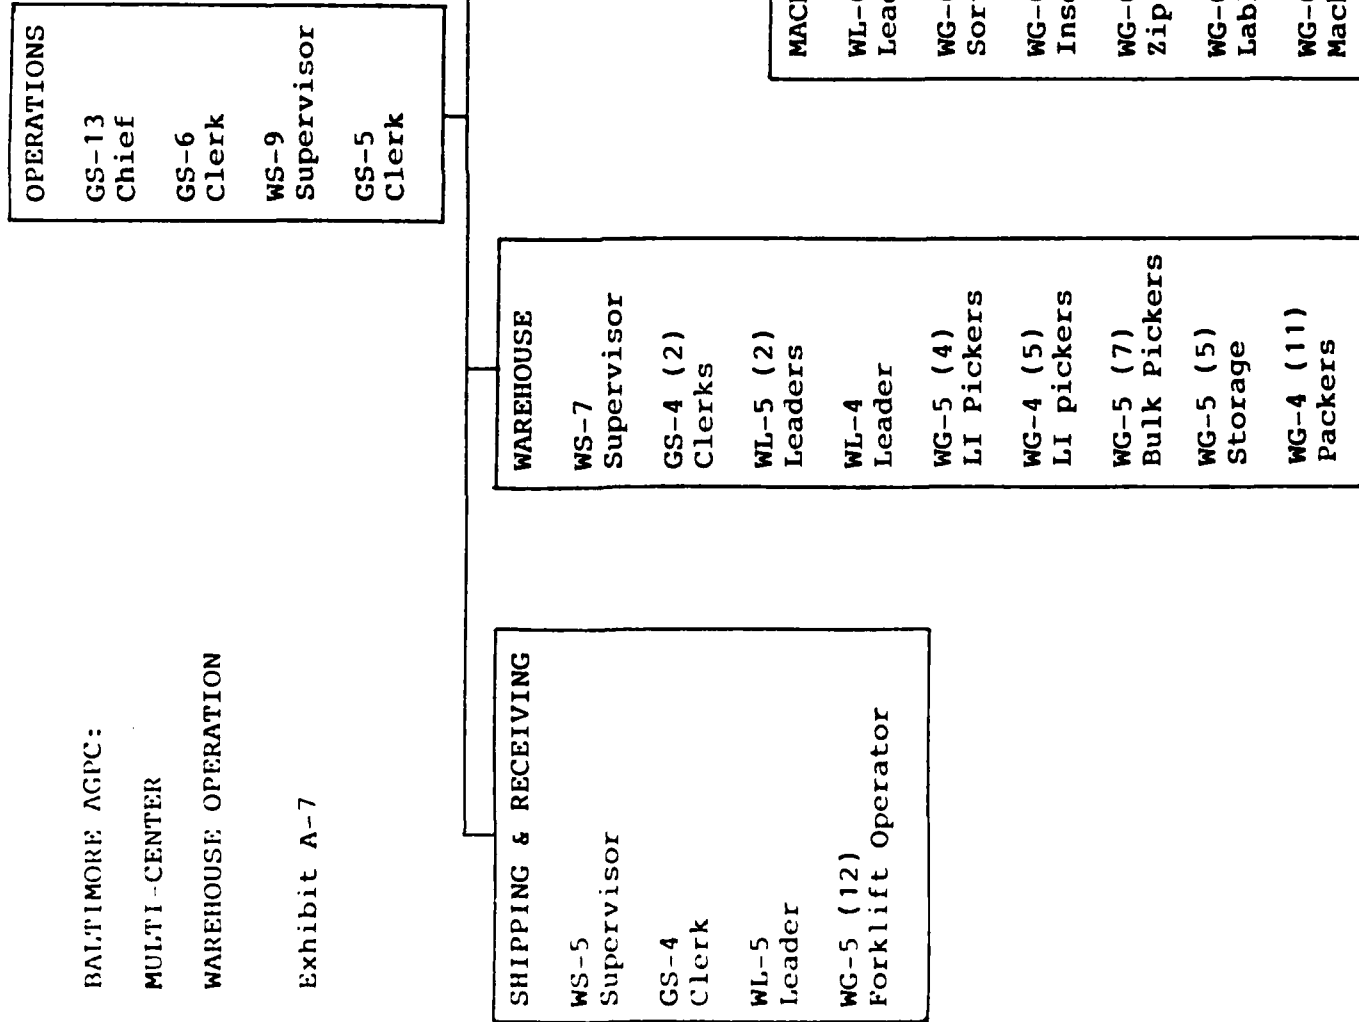 BALTIMORE AGPC:
MULTI-CENTER
WAREHOUSE OPERATION
Exhibit A-7
OPERATIONS
GS-13
Chief
GS-6
Clerk
WS-9
Supervisor
GS-5
Clerk
SHIPPING & RECEIVING
WS-5
Supervisor
GS-4
Clerk
WL-5
Leader
WG-5 (12)
Forklift Operator
WAREHOUSE
WS-7
Supervisor
GS-4 (2)
Clerks
WL-5 (2)
Leaders
WL-4
Leader
WG-5 (4)
LI Pickers
WG-4 (5)
LI pickers
WG-5 (7)
Bulk Pickers
WG-5 (5)
Storage
WG-4 (11)
Packers